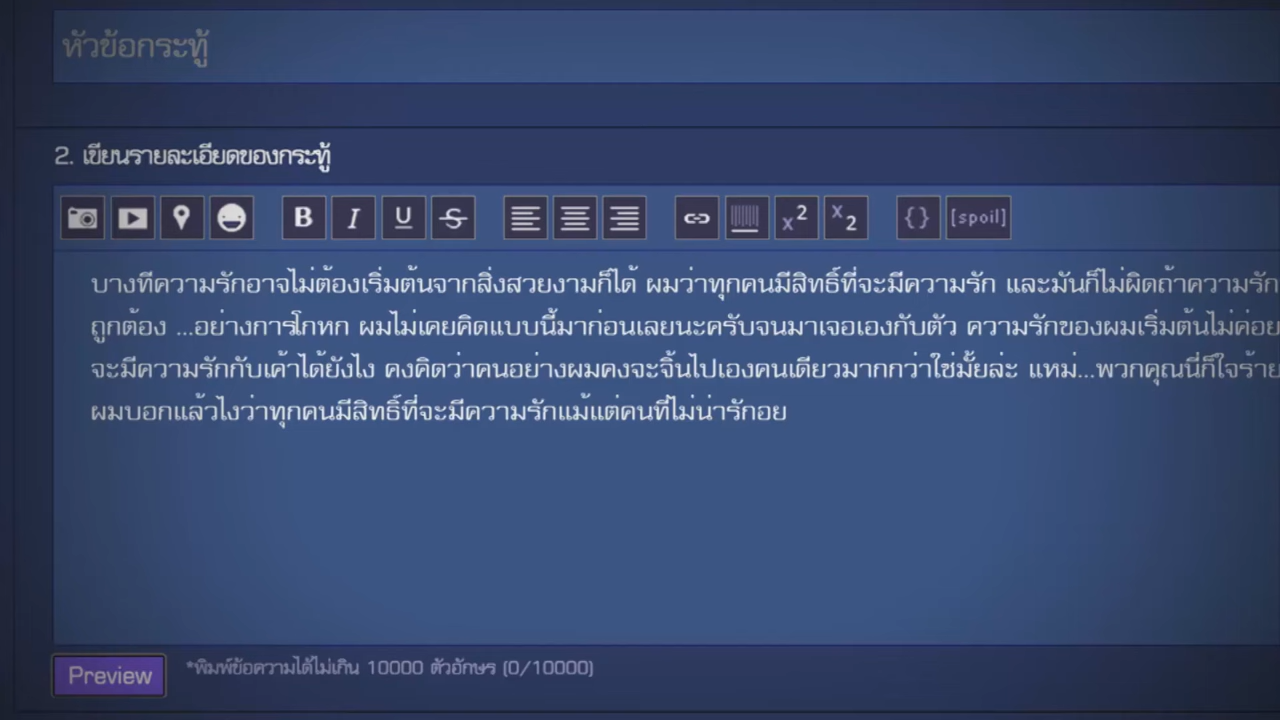 หัวข้อกระทู้
2. เขียนรายละเอียดของกระทู้
B I U S x2 x2 {} [spoil]
บางทีความรักอาจไม่ต้องเริ่มต้นจากสิ่งสวยงามก็ได้ ผมว่าทุกคนมีสิทธิ์ที่จะมีความรัก และมันก็ไม่ผิดถ้าความรัก
ถูกต้อง ...อย่างการโกหก ผมไม่เคยคิดแบบนี้มาก่อนเลยนะครับจนมาเจอเองกับตัว ความรักของผมเริ่มต้นไม่ค่อย
จะมีความรักกับเค้าได้ยังไง คงคิดว่าคนอย่างผมคงจะจิ้นไปเองคนเดียวมากกว่าใช่มั้ยล่ะ แหม่...พวกคุณนี่ก็ใจร้าย
ผมบอกแล้วไงว่าทุกคนมีสิทธิ์ที่จะมีความรักแม้แต่คนที่ไม่น่ารักอย
Preview *พิมพ์ข้อความได้ไม่เกิน 10000 ตัวอักษร (0/10000)